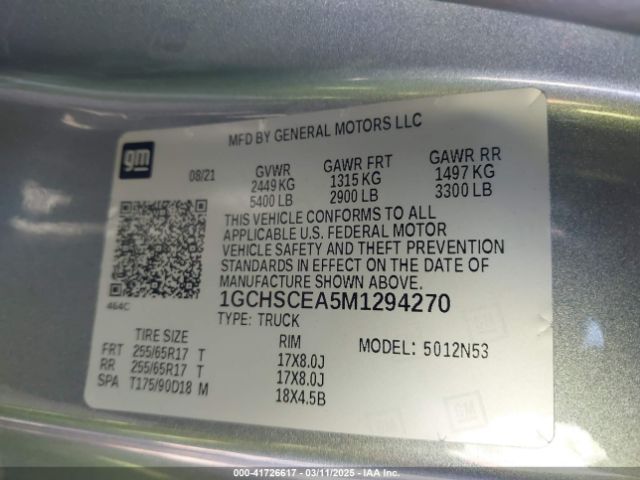 MFD BY GENERAL MOTORS LLC
gm
08/21 GVWR GAWR FRT GAWR RR
2449 KG 1315 KG 1497 KG
5400 LB 2900 LB 3300 LB
THIS VEHICLE CONFORMS TO ALL
APPLICABLE U.S. FEDERAL MOTOR
VEHICLE SAFETY AND THEFT PREVENTION
STANDARDS IN EFFECT ON THE DATE OF
MANUFACTURE SHOWN ABOVE.
464C 1GCHSCEA5M1294270
TYPE: TRUCK
TIRE SIZE RIM MODEL: 5012N53
FRT 255/65R17 T 17X8.0J
RR 255/65R17 T 17X8.0J
SPA T175/90D18 M 18X4.5B
GM GM
000-41726617 - 03/11/2025 - IAA Inc.